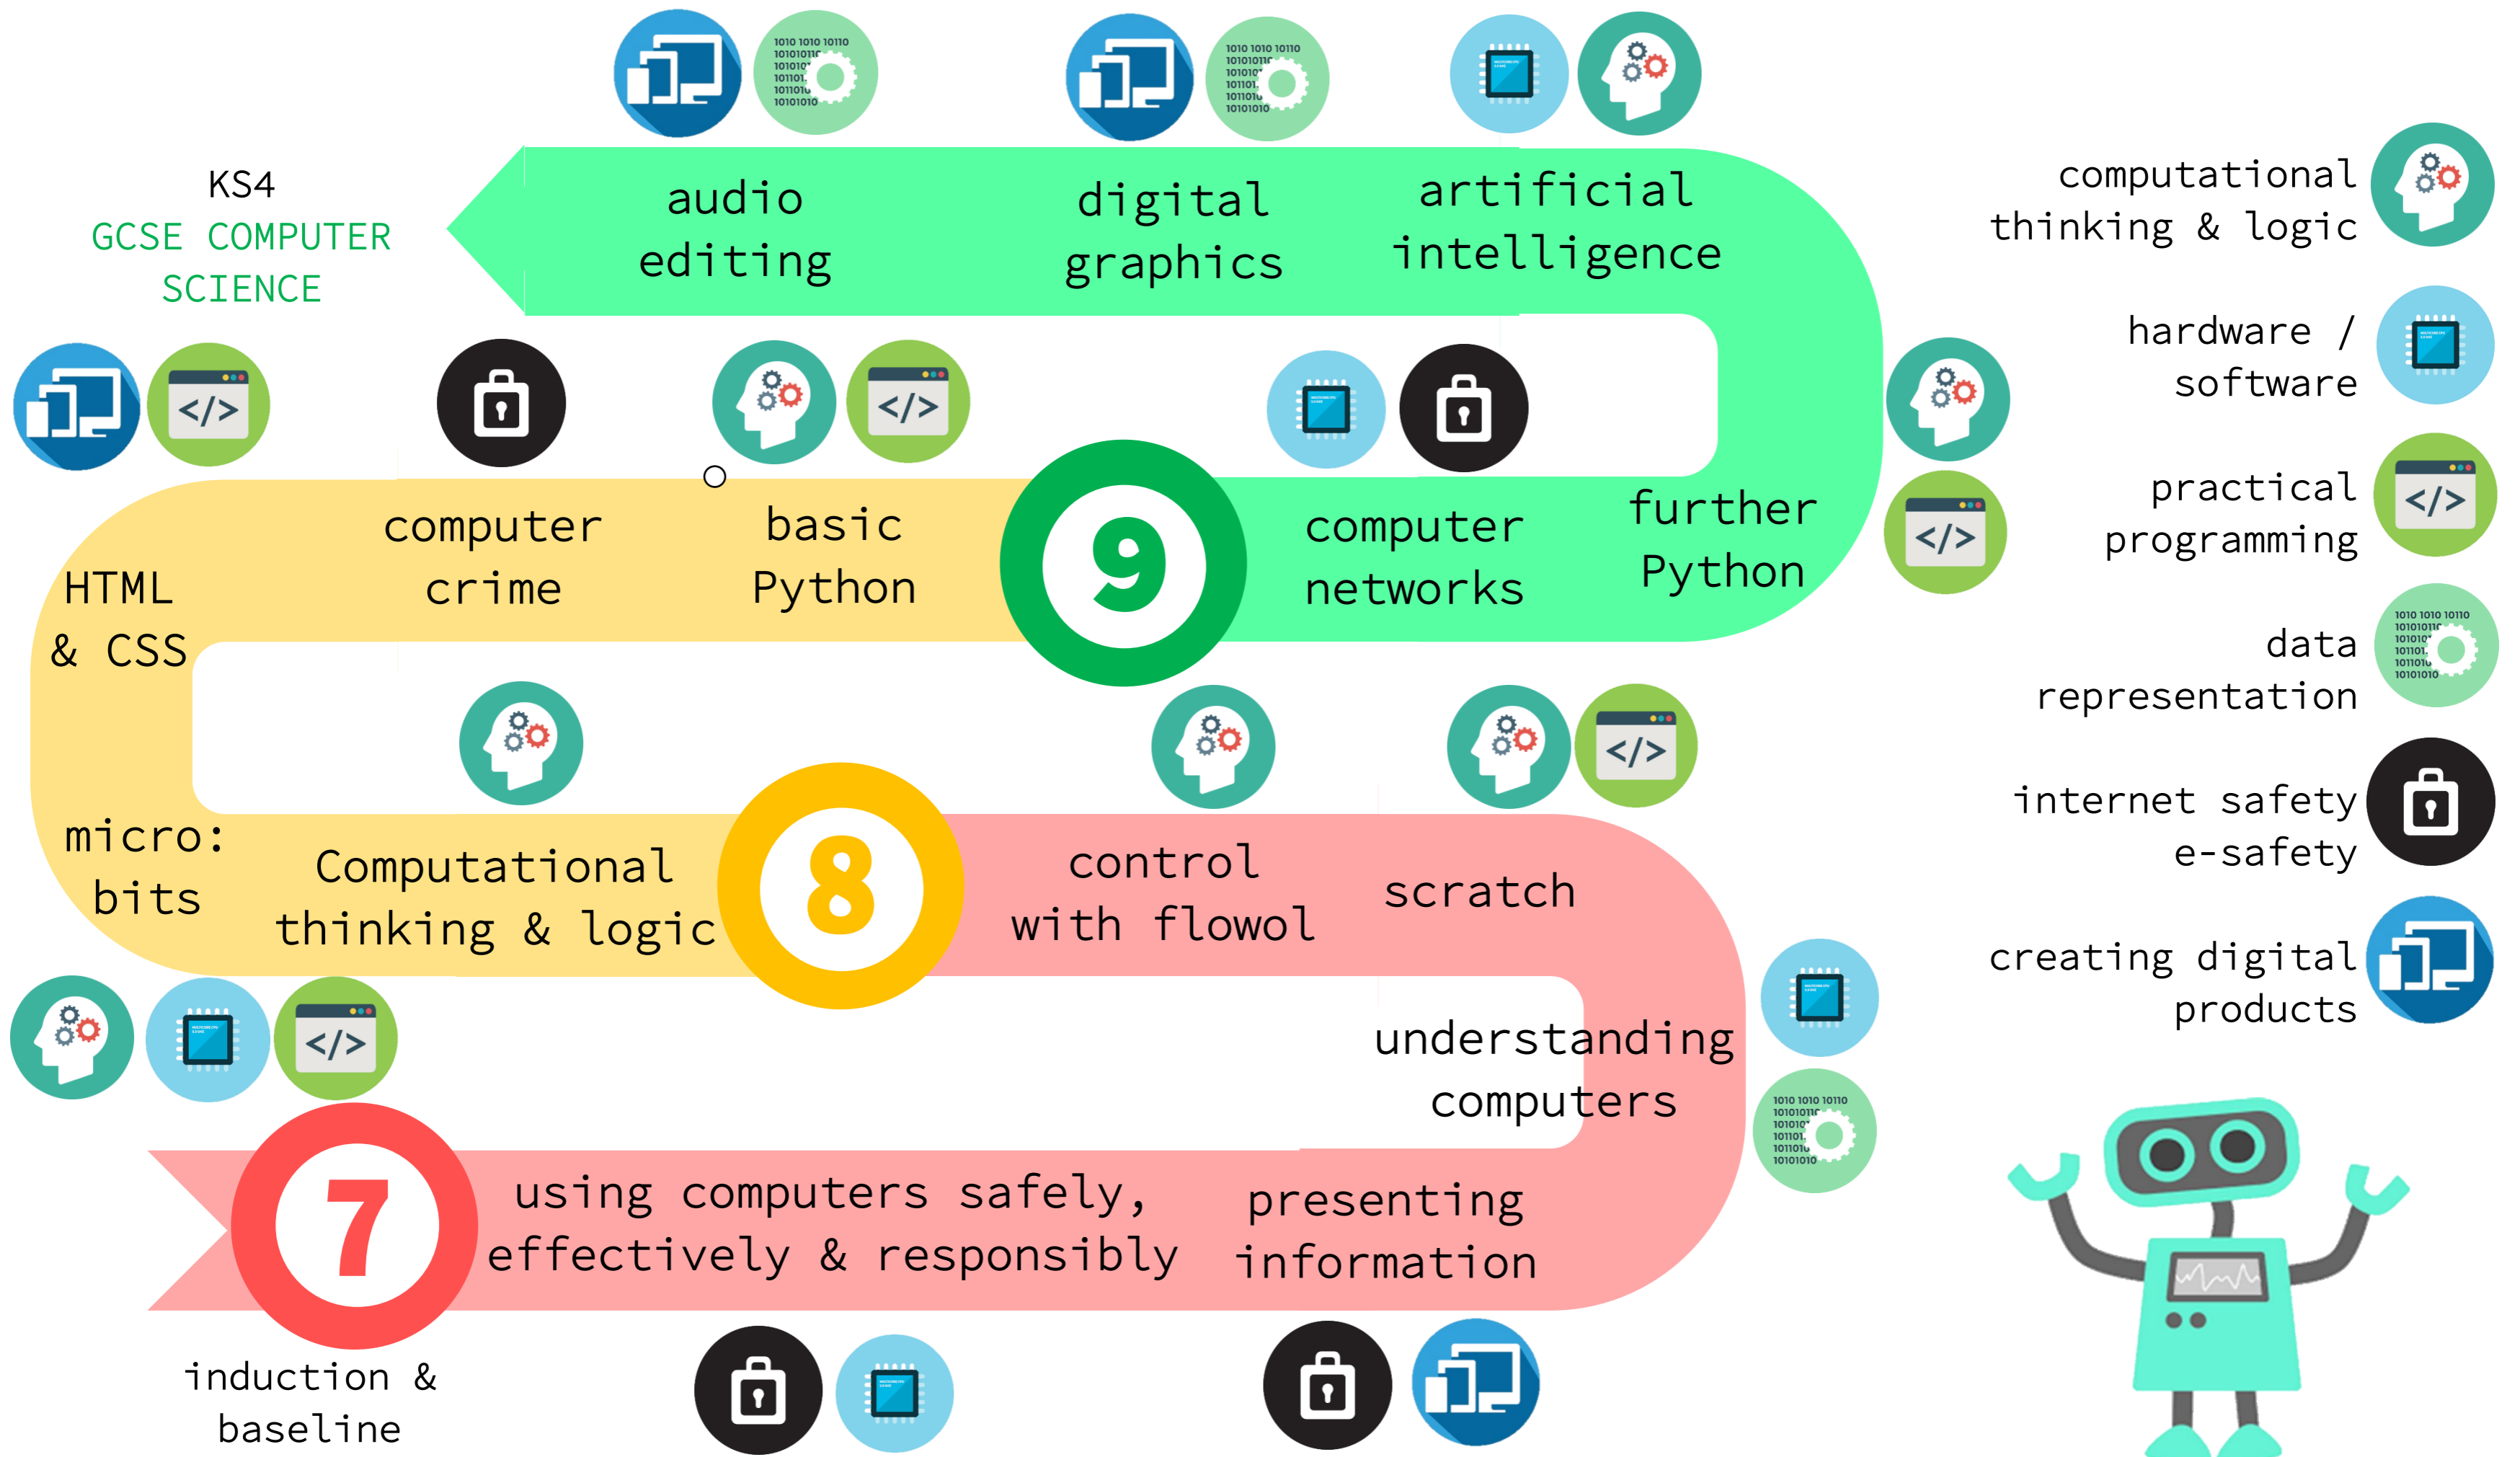 KS4
GCSE COMPUTER
SCIENCE
audio
editing
digital
graphics
artificial
intelligence
HTML
& CSS
computer
crime
basic
Python
9
computer
networks
further
Python
micro:
bits
Computational
thinking & logic
8
control
with flowol
scratch
understanding
computers
7
using computers safely,
effectively & responsibly
presenting
information
induction &
baseline
computational
thinking & logic
hardware /
software
practical
programming
data
representation
internet safety
e-safety
creating digital
products